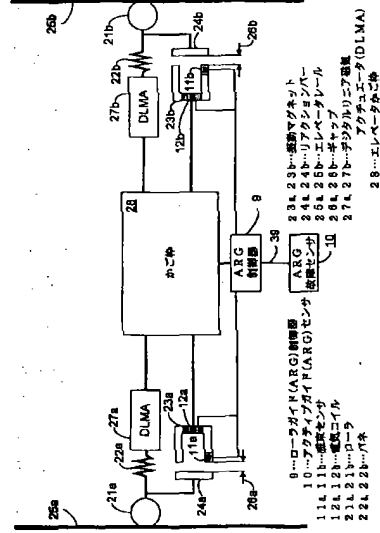 25b
21b
22b
27b
DLMA
24b
26b
11b
23b
12b
28
かご枠
9
ARG
制御器
39
ARG
故障センサ
10
27a
DLMA
22a
21a
23a
12a
11a
24a
26a
25a
9…ローラガイド(ARG)制御器
10…アクティブガイド(ARG)センサ
11a, 11b…
12a, 12b…電気コイル
21a, 21b…ローラ
22a, 22b…バネ
23a, 23b…振動マグネット
24a, 24b…リアクションバー
25a, 25b…エレベータレール
26a, 26b…ギャップ
27a, 27b…デジタルリニア磁気
アクチュエータ(DLMA)
28…エレベータかご枠